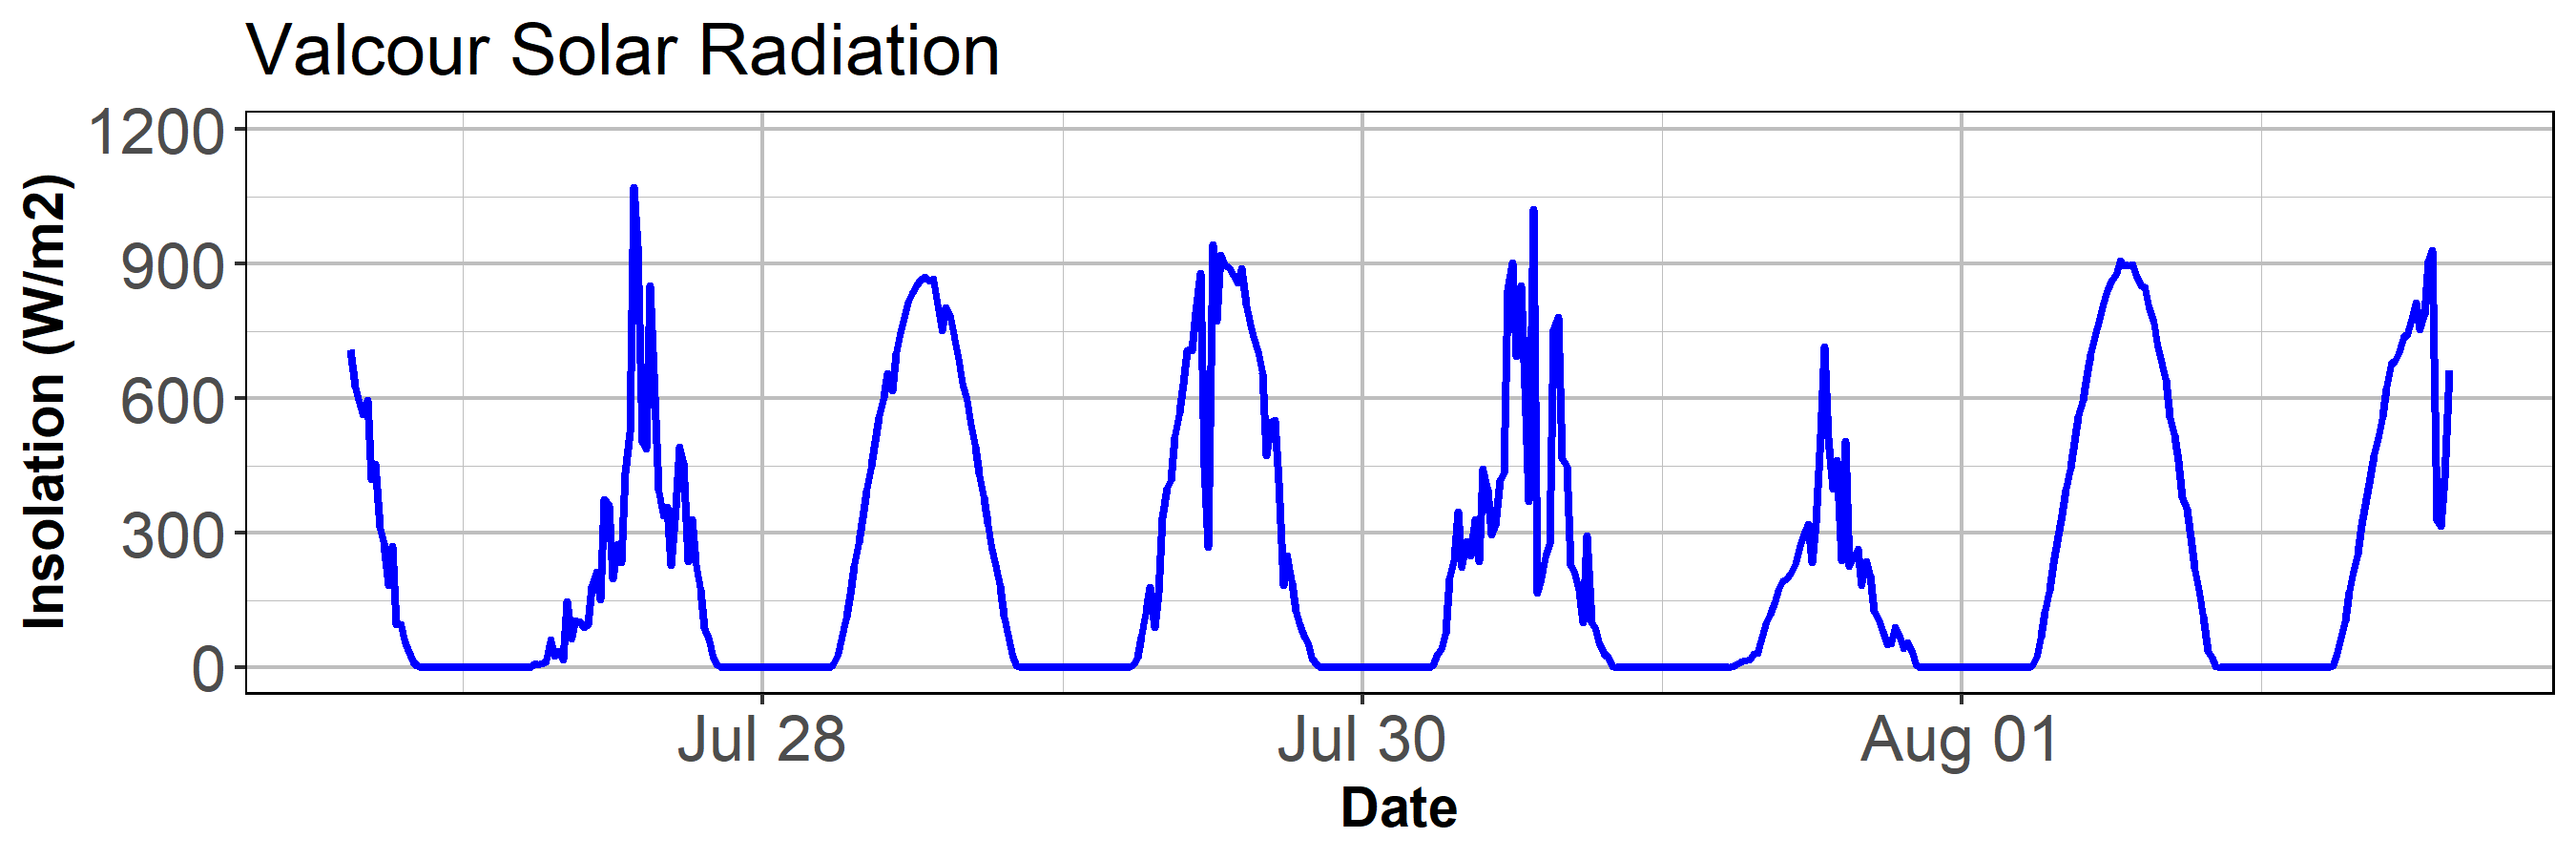 Valcour Solar Radiation
1200
900
600
300
0
Insolation (W/m2)
Jul 28
Jul 30
Aug 01
Date